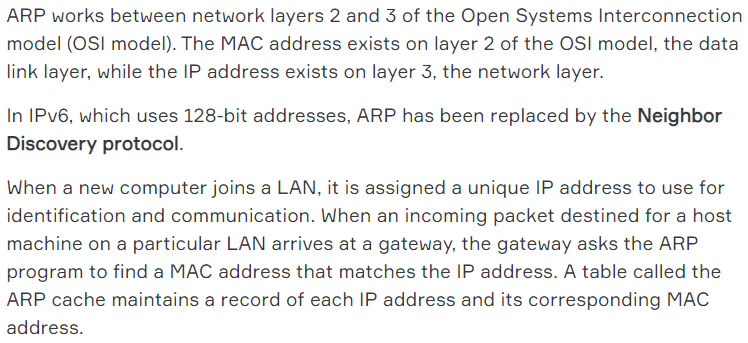 ARP works between network layers 2 and 3 of the Open Systems Interconnection
model (OSI model). The MAC address exists on layer 2 of the OSI model, the data
link layer, while the IP address exists on layer 3, the network layer.
In IPv6, which uses 128-bit addresses, ARP has been replaced by the Neighbor
Discovery protocol.
When a new computer joins a LAN, it is assigned a unique IP address to use for
identification and communication. When an incoming packet destined for a host
machine on a particular LAN arrives at a gateway, the gateway asks the ARP
program to find a MAC address that matches the IP address. A table called the
ARP cache maintains a record of each IP address and its corresponding MAC
address.